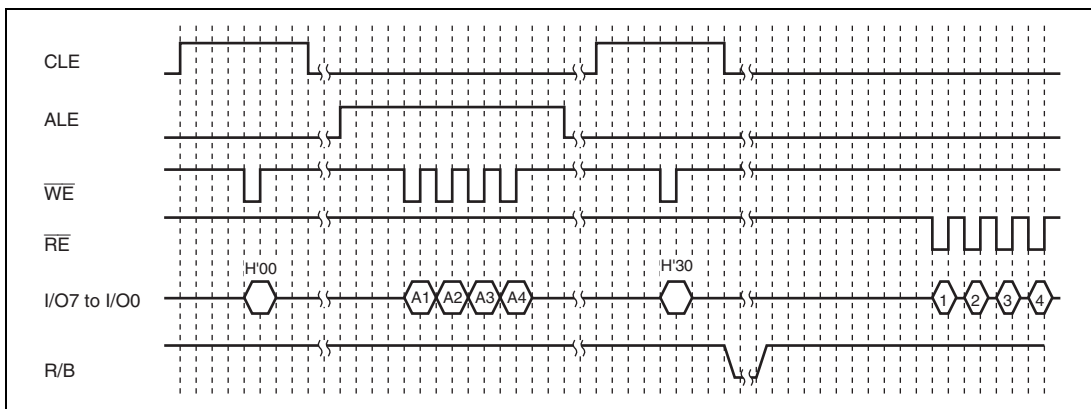 CLE
ALE
WE
RE
H'00
H'30
I/O7 to I/O0
A1 A2 A3 A4
1 2 3 4
R/B